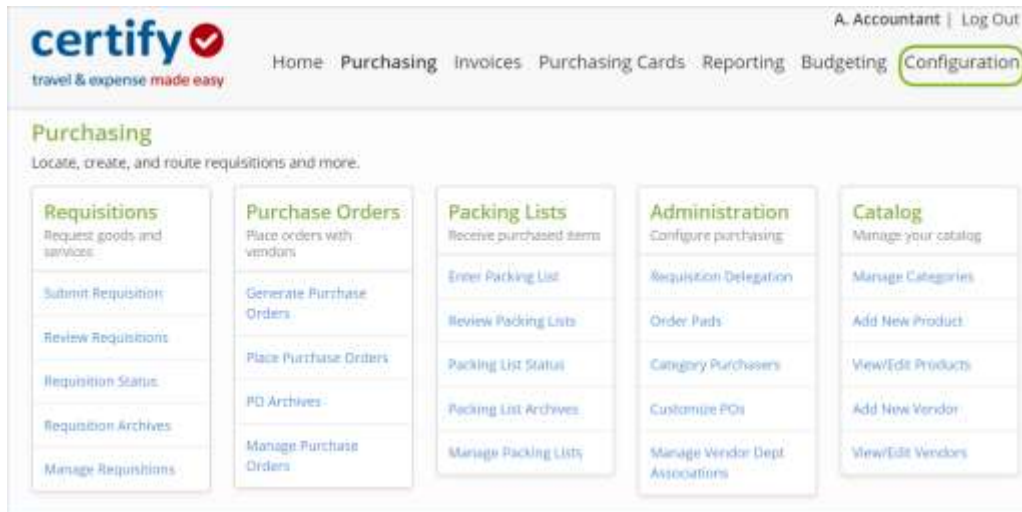 A. Accountant | Log Out
certify
travel & expense made easy
Home Purchasing Invoices Purchasing Cards Reporting Budgeting Configuration
Purchasing
Locate, create, and route requisitions and more.
Requisitions
Request goods and
services
Submit Requisition
Review Requisitions
Requisition Status
Requisition Archives
Manage Requisitions
Purchase Orders
Place orders with
vendors
Generate Purchase
Orders
Place Purchase Orders
PO Archives
Manage Purchase
Orders
Packing Lists
Receive purchased items
Enter Packing List
Review Packing Lists
Packing List Status
Packing List Archives
Manage Packing Lists
Administration
Configure purchasing
Requisition Delegation
Order Pads
Category Purchasers
Customize POs
Manage Vendor Dept
Associations
Catalog
Manage your catalog
Manage Categories
Add New Product
View/Edit Products
Add New Vendor
View/Edit Vendors